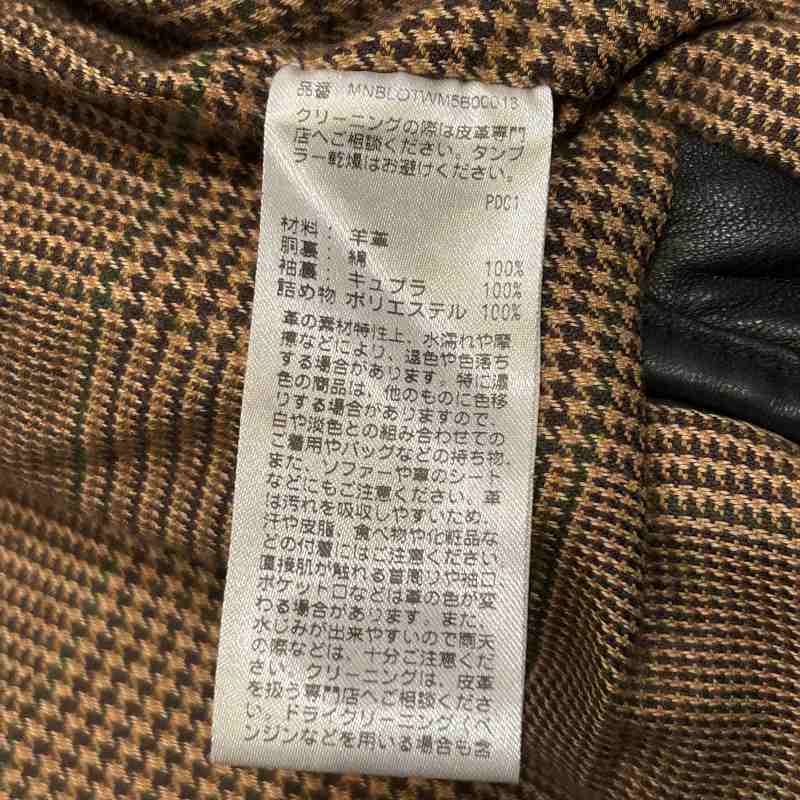 品番 MNBLOTWM5B00013
クリーニングの際は皮革専門
店へご相談ください。タンブ
ラー乾燥はお避けください。
PDC1
材料: 羊革
胴裏: 綿 100%
袖裏: キュプラ 100%
詰め物 ポリエステル 100%
革の素材特性上、水濡れや摩
擦などにより、退色や色落ち
する場合があります。特に濃
色の商品は、他のものに色移
りする場合がありますので、
白や淡色との組み合わせての
ご着用やバッグなどの持ち物、
また、ソファーや車のシート
などにもご注意ください。革
は汚れを吸収しやすいため、
汗や皮脂、食べ物や化粧品な
どの付着にはご注意ください
直接肌が触れる首周りや袖口
ポケット口などは革の色が変
わる場合があります。また、
水じみが出来やすいので雨天
の際などは、十分ご注意くだ
さい。クリーニングは、皮革
を扱う専門店へご相談くださ
い。ドライクリーニング(ベ
ンジンなどを用いる場合も含